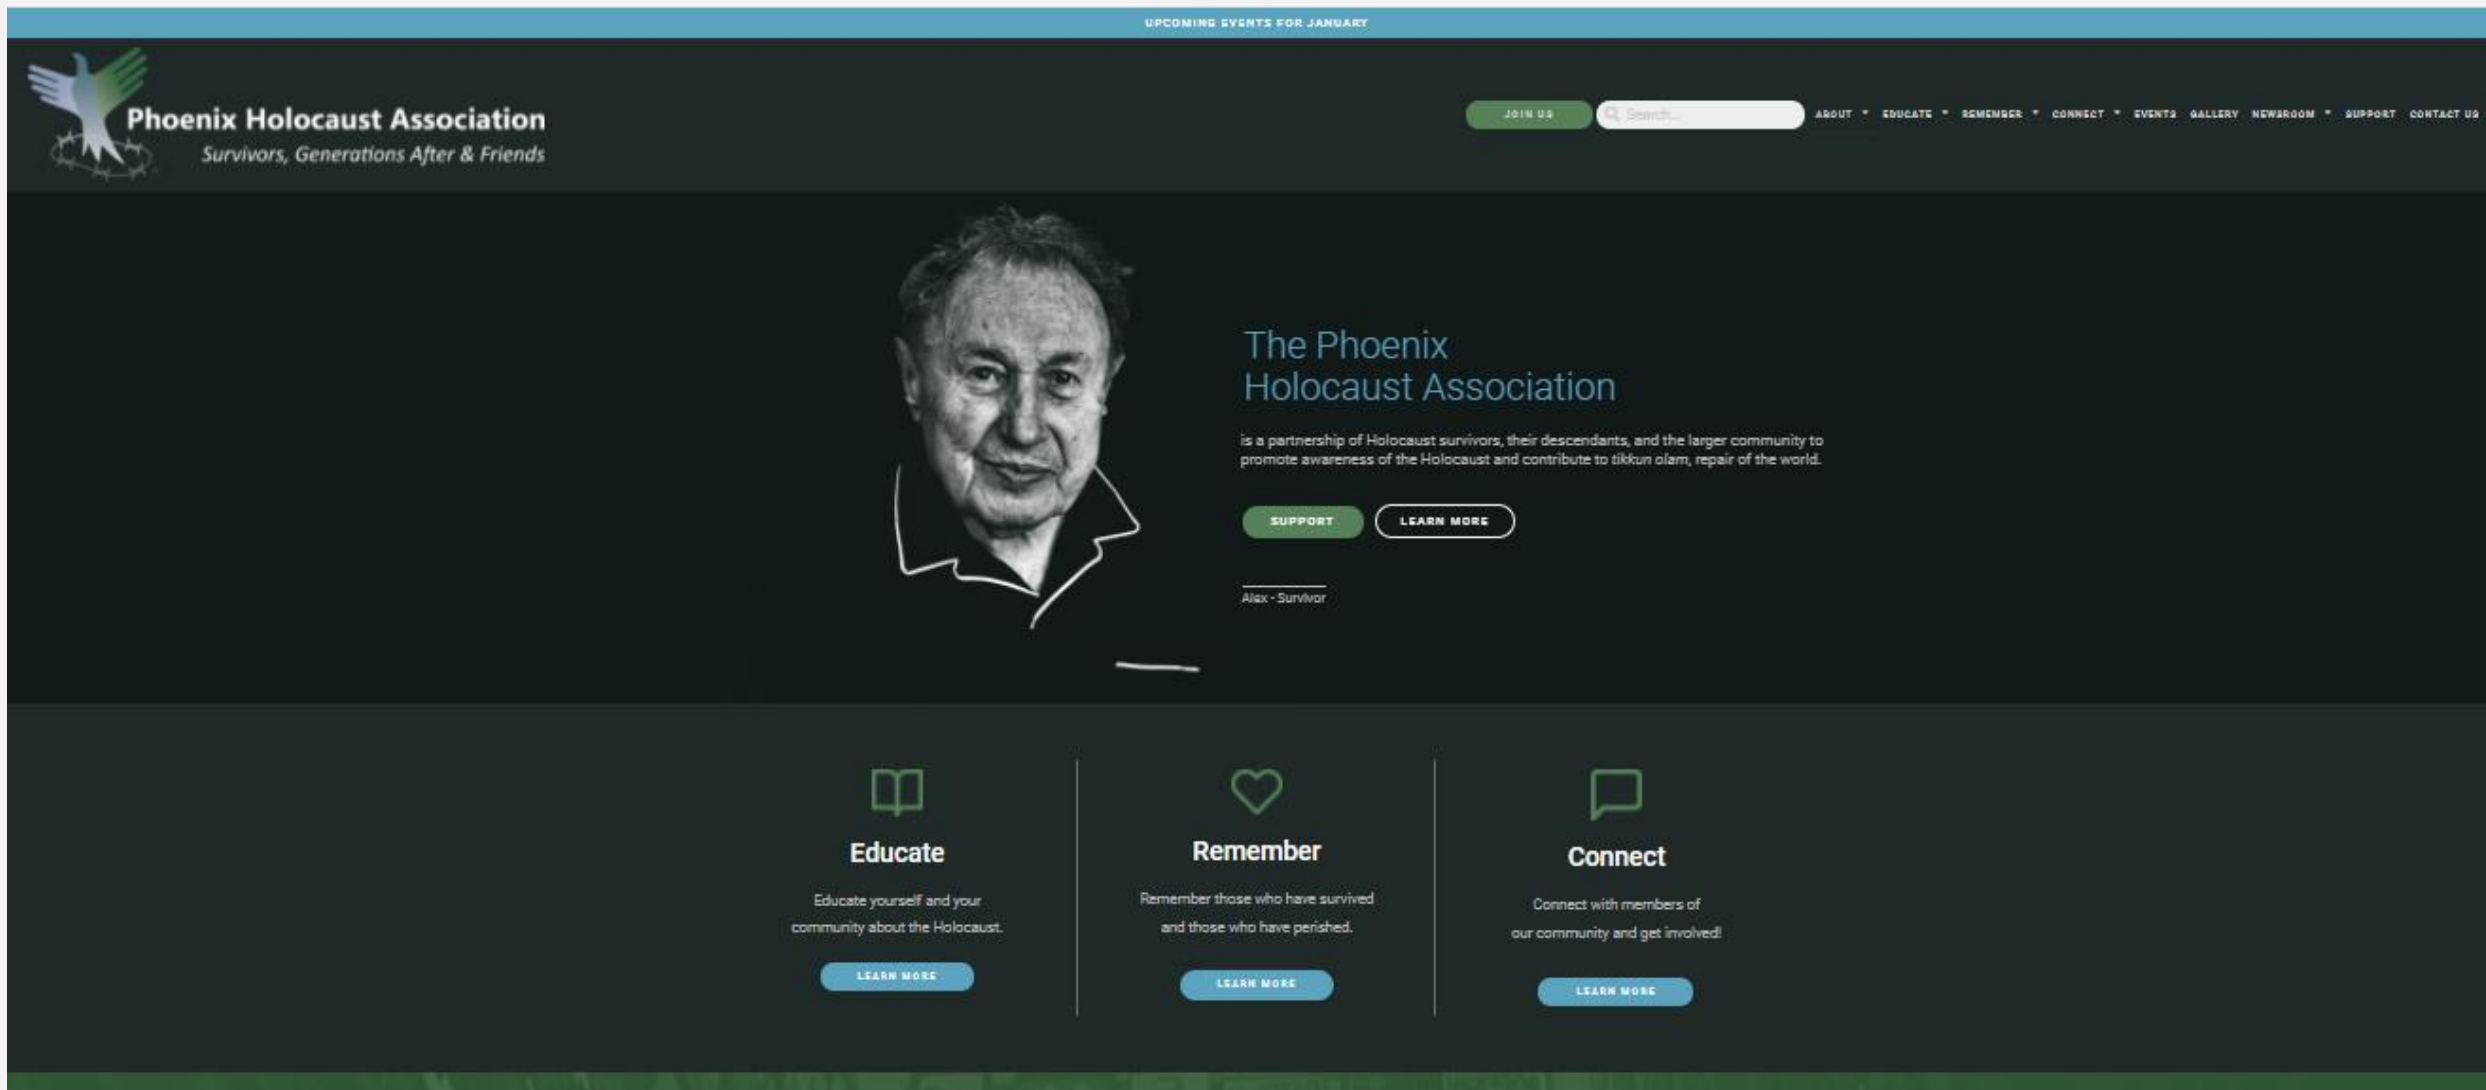 UPCOMING EVENTS FOR JANUARY
Phoenix Holocaust Association
Survivors, Generations After & Friends
JOIN US
Search...
ABOUT EDUCATE REMEMBER CONNECT EVENTS GALLERY NEWSROOM SUPPORT CONTACT US
The Phoenix
Holocaust Association
is a partnership of Holocaust survivors, their descendants, and the larger community to
promote awareness of the Holocaust and contribute to tikkun olam, repair of the world.
SUPPORT
LEARN MORE
Alex - Survivor
Educate
Educate yourself and your
community about the Holocaust.
LEARN MORE
Remember
Remember those who have survived
and those who have perished.
LEARN MORE
Connect
Connect with members of
our community and get involved!
LEARN MORE